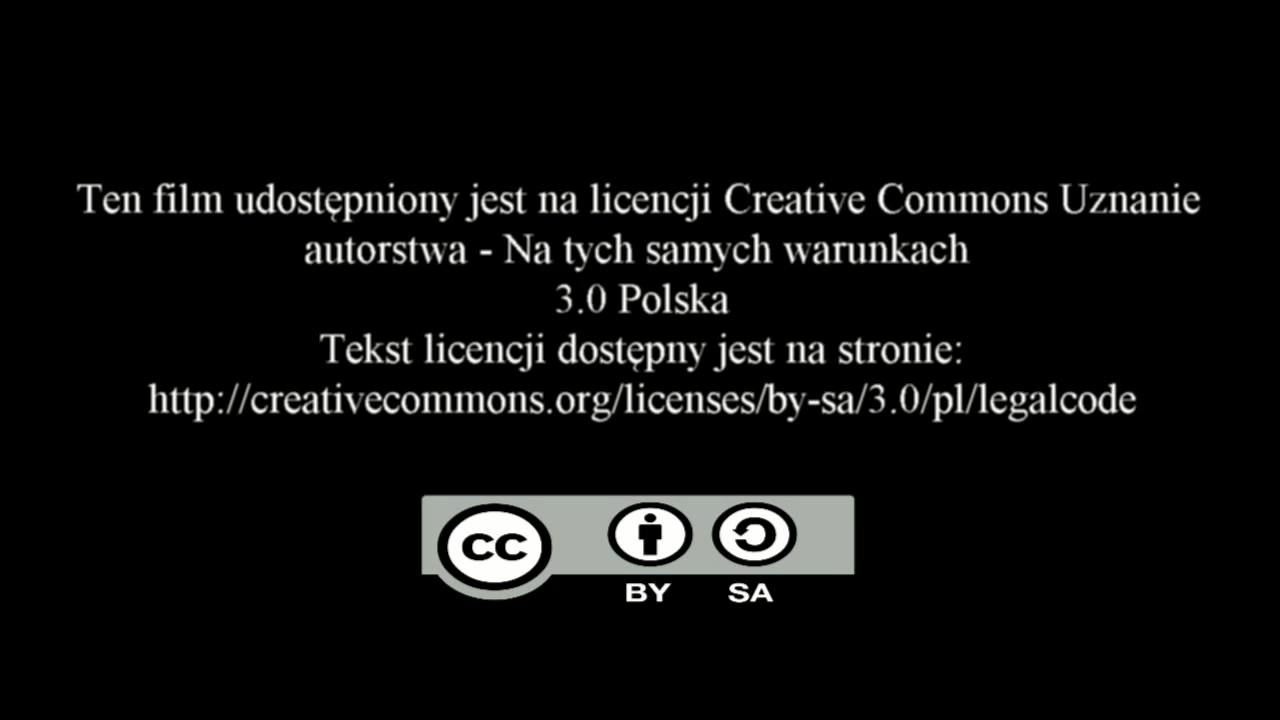 Ten film udostępniony jest na licencji Creative Commons Uznanie
autorstwa - Na tych samych warunkach
3.0 Polska
Tekst licencji dostępny jest na stronie:
http://creativecommons.org/licenses/by-sa/3.0/pl/legalcode
cc
BY SA